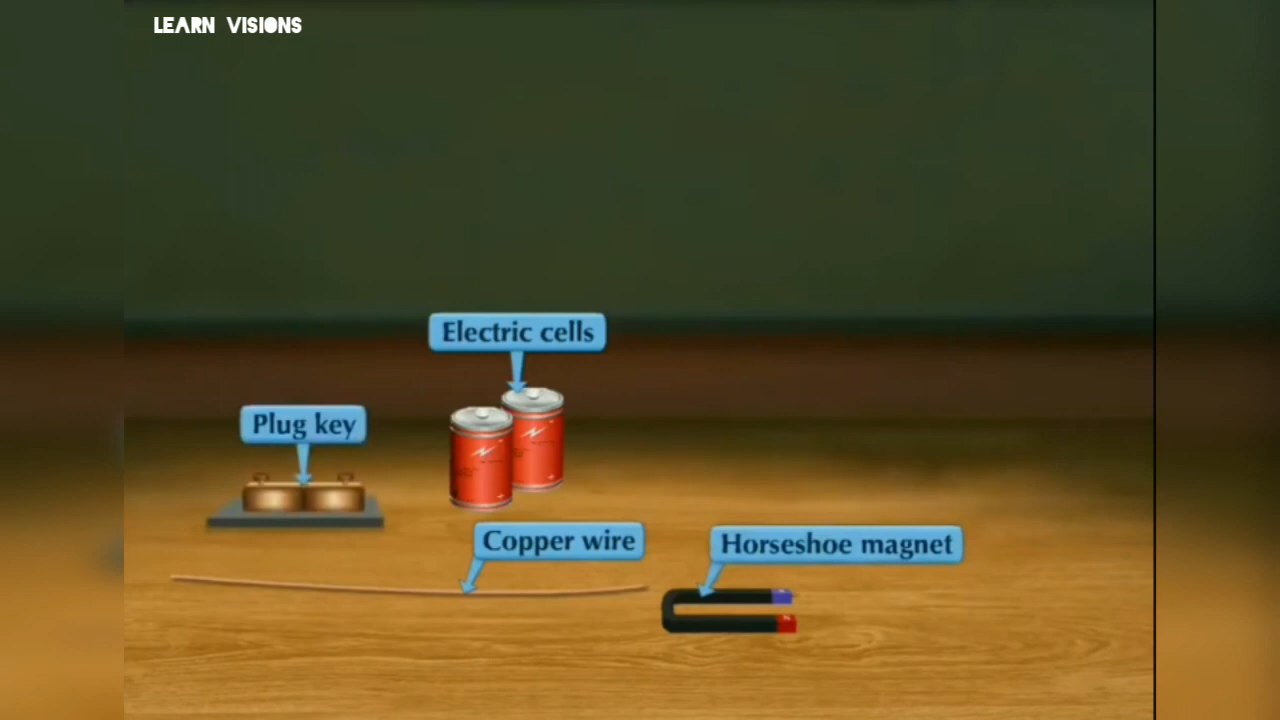 LEARN VISIONS
Electric cells
Plug key
Copper wire
Horseshoe magnet